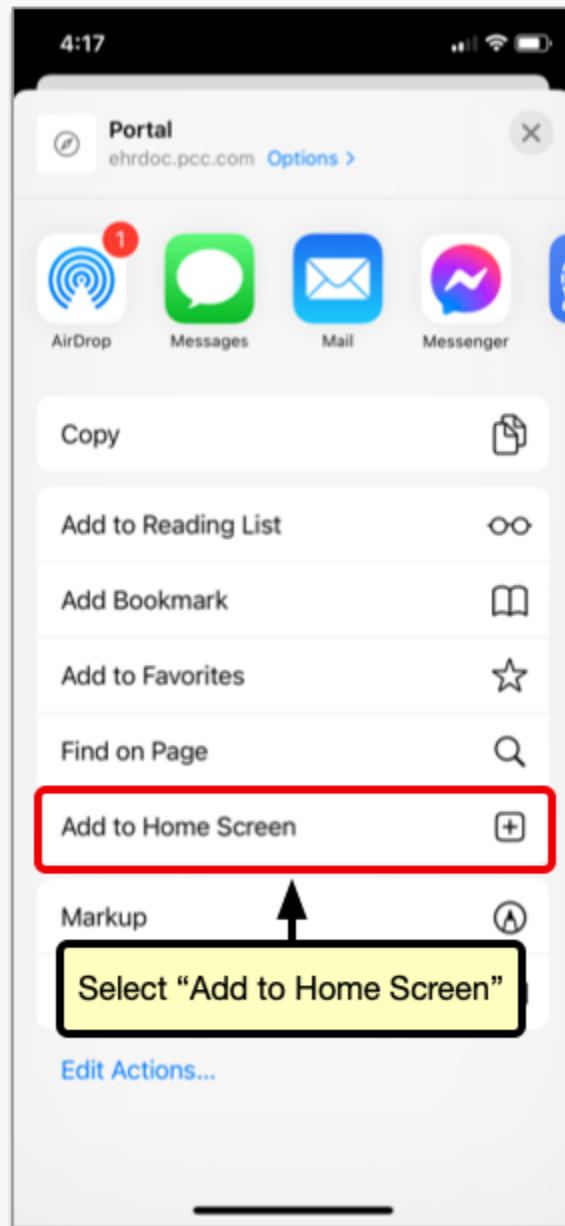 4:17
Portal
ehrdoc.pcc.com Options >
1
AirDrop Messages Mail Messenger
Copy
Add to Reading List
Add Bookmark
Add to Favorites
Find on Page
Add to Home Screen
Markup
Select “Add to Home Screen”
Edit Actions...